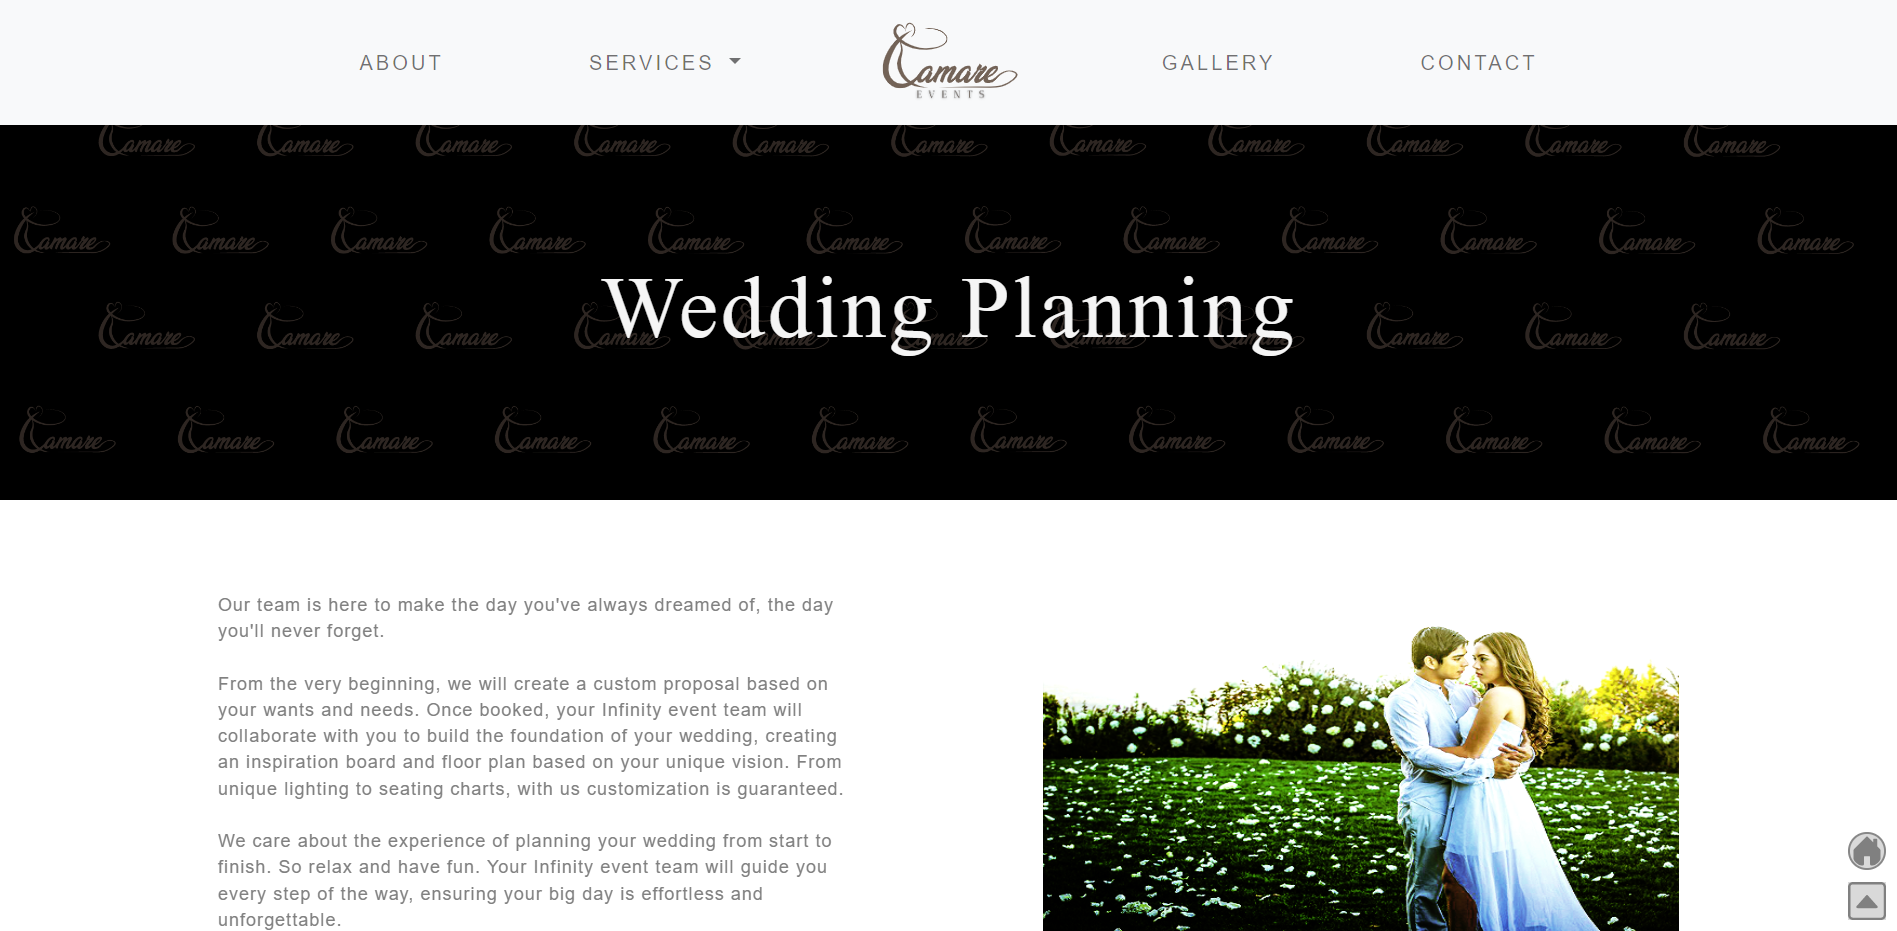 ABOUT
SERVICES
Camare
EVENTS
GALLERY
CONTACT
Wedding Planning
Our team is here to make the day you've always dreamed of, the day
you'll never forget.
From the very beginning, we will create a custom proposal based on
your wants and needs. Once booked, your Infinity event team will
collaborate with you to build the foundation of your wedding, creating
an inspiration board and floor plan based on your unique vision. From
unique lighting to seating charts, with us customization is guaranteed.
We care about the experience of planning your wedding from start to
finish. So relax and have fun. Your Infinity event team will guide you
every step of the way, ensuring your big day is effortless and
unforgettable.